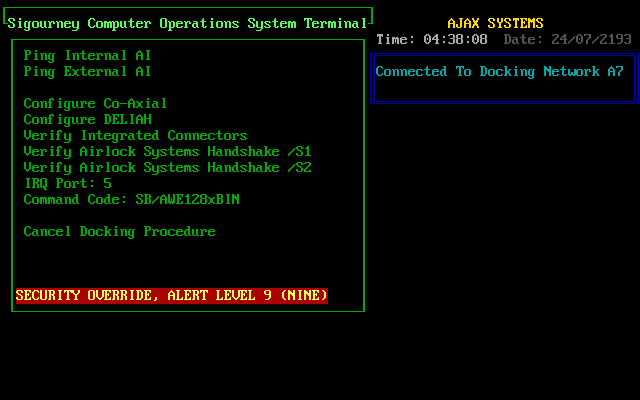 Sigourney Computer Operations System Terminal
AJAX SYSTEMS
Time: 04:38:08 Date: 24/07/2193
Ping Internal AI
Ping External AI
Connected To Docking Network A7
Configure Co-Axial
Configure DELIAH
Verify Integrated Connectors
Verify Airlock Systems Handshake /S1
Verify Airlock Systems Handshake /S2
IRQ Port: 5
Command Code: SB/AWE128xBIN
Cancel Docking Procedure
SECURITY OVERRIDE, ALERT LEVEL 9 (NINE)